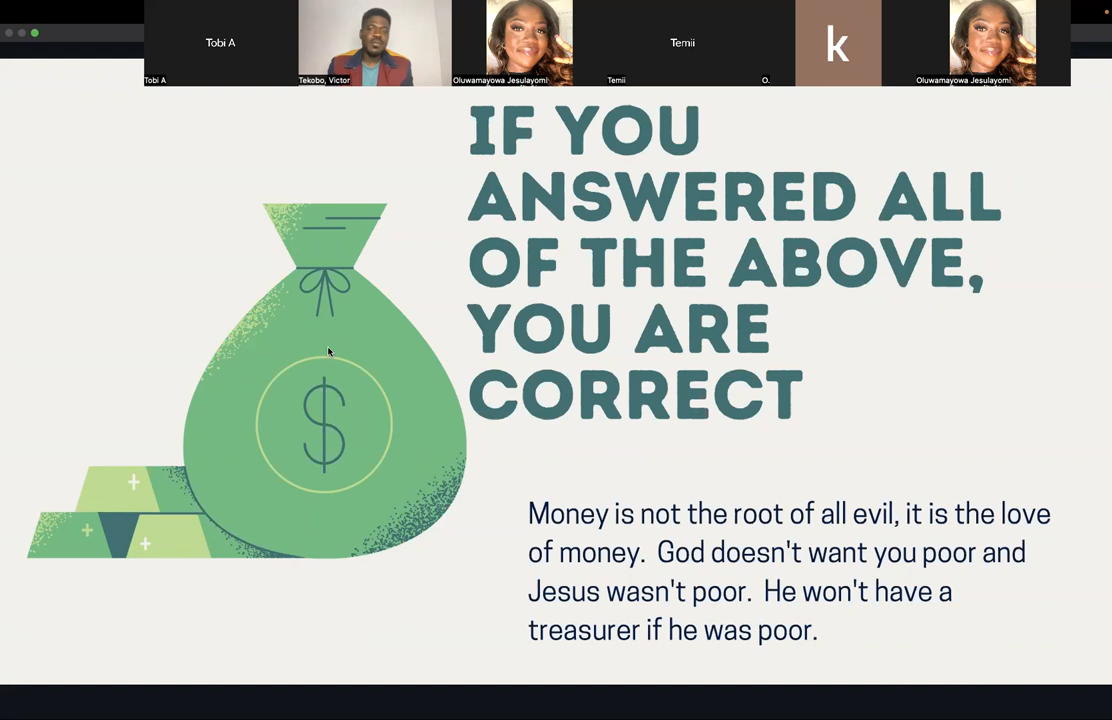 Tobi A
Temii
k
Tobi A
Tekobo, Victor
Oluwamayowa Jesulayomi
Temii
O.
Oluwamayowa Jesulayomi
IF YOU
ANSWERED ALL
OF THE ABOVE,
YOU ARE
CORRECT
$
Money is not the root of all evil, it is the love
of money. God doesn't want you poor and
Jesus wasn't poor. He won't have a
treasurer if he was poor.